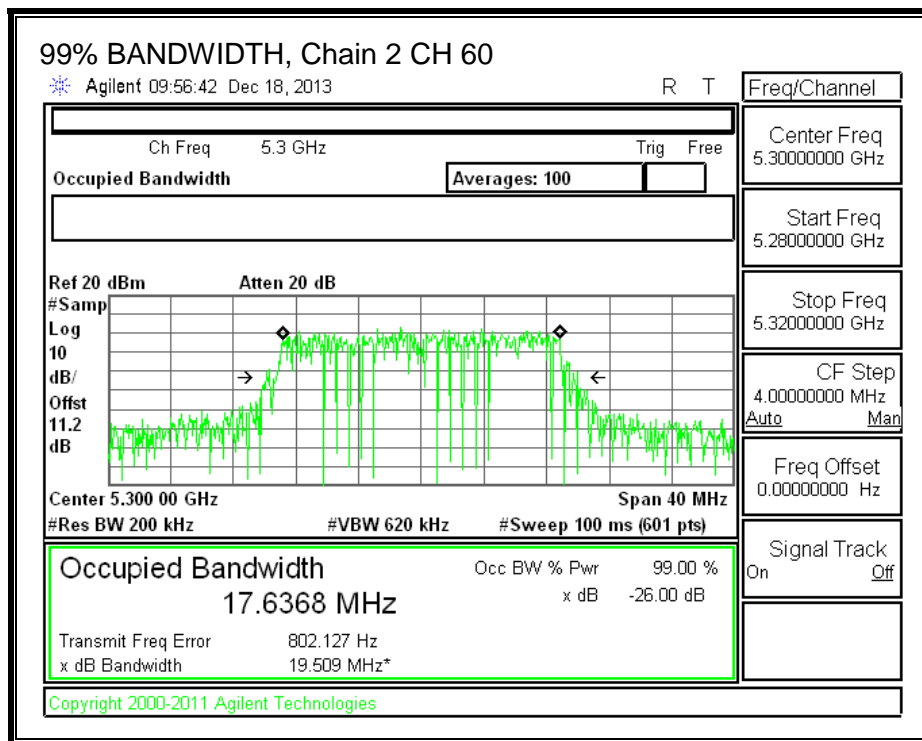 99% BANDWIDTH, Chain 2 CH 60
Agilent 09:56:42 Dec 18, 2013 R T
Freq/Channel
Ch Freq 5.3 GHz Trig Free
Occupied Bandwidth Averages: 100
Center Freq
5.30000000 GHz
Start Freq
5.28000000 GHz
Stop Freq
5.32000000 GHz
CF Step
4.00000000 MHz
Auto Man
Freq Offset
0.00000000 Hz
Signal Track
On Off
Ref 20 dBm Atten 20 dB
#Samp
Log
10
dB/
Offst
11.2
dB
Center 5.300 00 GHz Span 40 MHz
#Res BW 200 kHz #VBW 620 kHz #Sweep 100 ms (601 pts)
Occupied Bandwidth Occ BW % Pwr 99.00 %
17.6368 MHz x dB -26.00 dB
Transmit Freq Error 802.127 Hz
x dB Bandwidth 19.509 MHz*
Copyright 2000-2011 Agilent Technologies